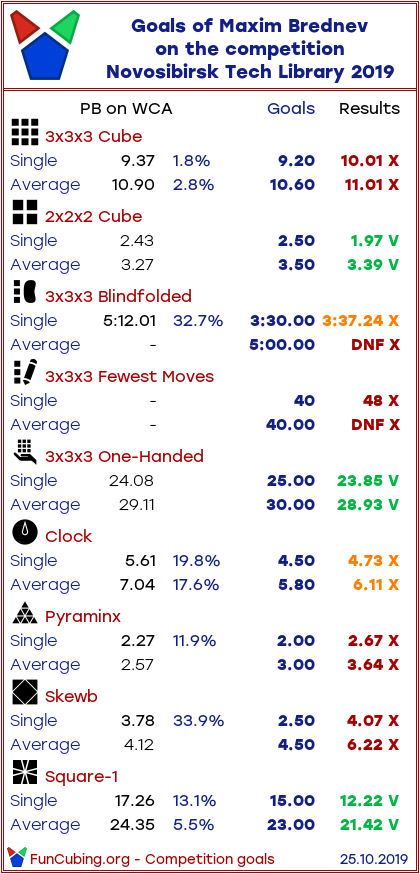 Goals of Maxim Brednev
on the competition
Novosibirsk Tech Library 2019
PB on WCA Goals Results
3x3x3 Cube
Single 9.37 1.8% 9.20 10.01 X
Average 10.90 2.8% 10.60 11.01 X
2x2x2 Cube
Single 2.43 2.50 1.97 V
Average 3.27 3.50 3.39 V
3x3x3 Blindfolded
Single 5:12.01 32.7% 3:30.00 3:37.24 X
Average - 5:00.00 DNF X
3x3x3 Fewest Moves
Single - 40 48 X
Average - 40.00 DNF X
3x3x3 One-Handed
Single 24.08 25.00 23.85 V
Average 29.11 30.00 28.93 V
Clock
Single 5.61 19.8% 4.50 4.73 X
Average 7.04 17.6% 5.80 6.11 X
Pyraminx
Single 2.27 11.9% 2.00 2.67 X
Average 2.57 3.00 3.64 X
Skewb
Single 3.78 33.9% 2.50 4.07 X
Average 4.12 4.50 6.22 X
Square-1
Single 17.26 13.1% 15.00 12.22 V
Average 24.35 5.5% 23.00 21.42 V
FunCubing.org - Competition goals 25.10.2019